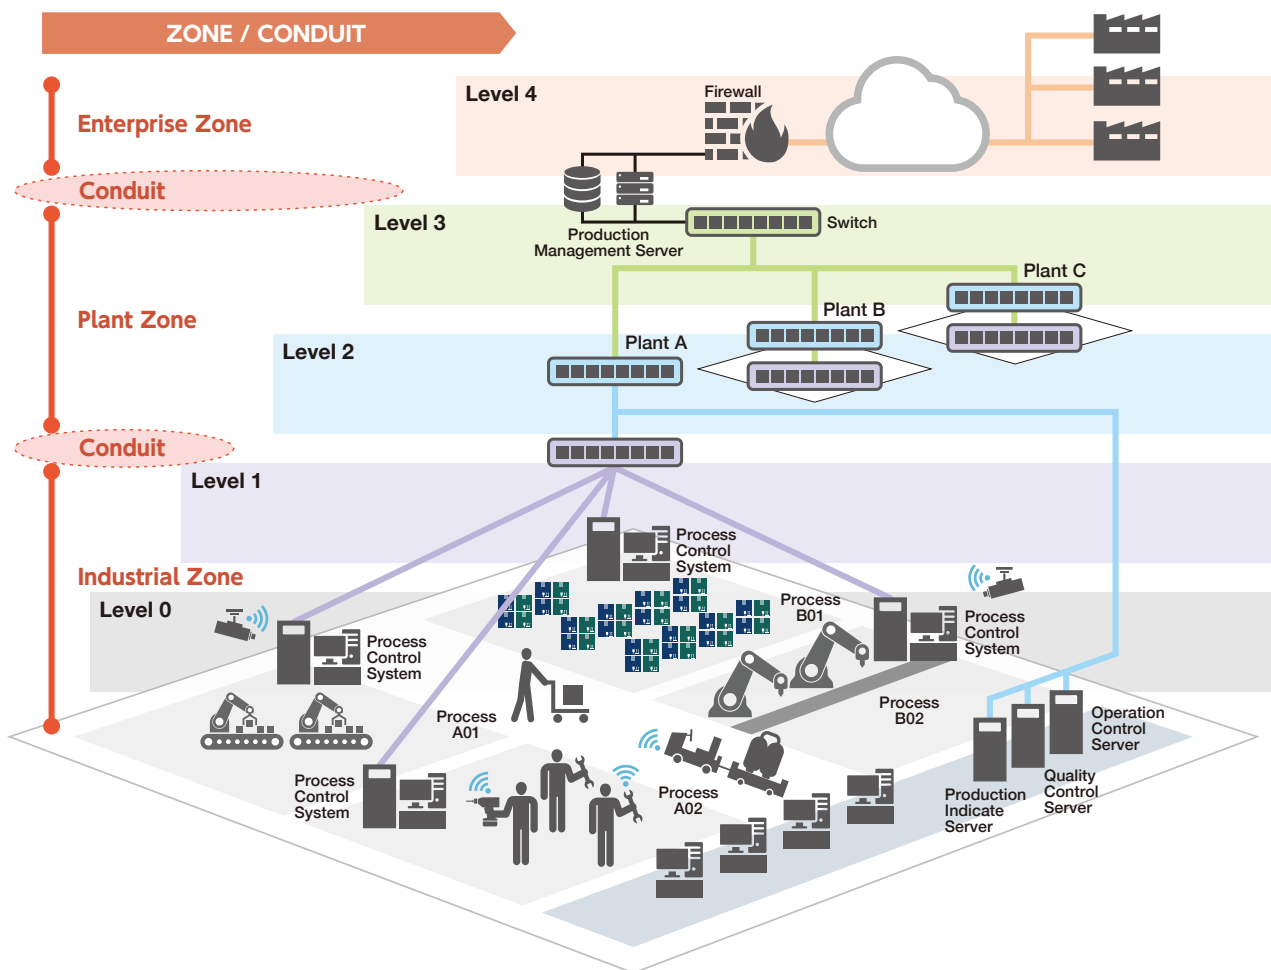 ZONE / CONDUIT
Level 4
Firewall
Enterprise Zone
Conduit
Level 3
Switch
Production
Management Server
Plant C
Plant B
Plant Zone
Plant A
Level 2
Conduit
Level 1
Process
Control
System
Industrial Zone
Level 0
Process
B01
Process
Control
System
Process
Control
System
Process
B02
Process
A01
Operation
Control
Server
Process
Control
System
Quality
Control
Server
Process
A02
Production
Indicate
Server